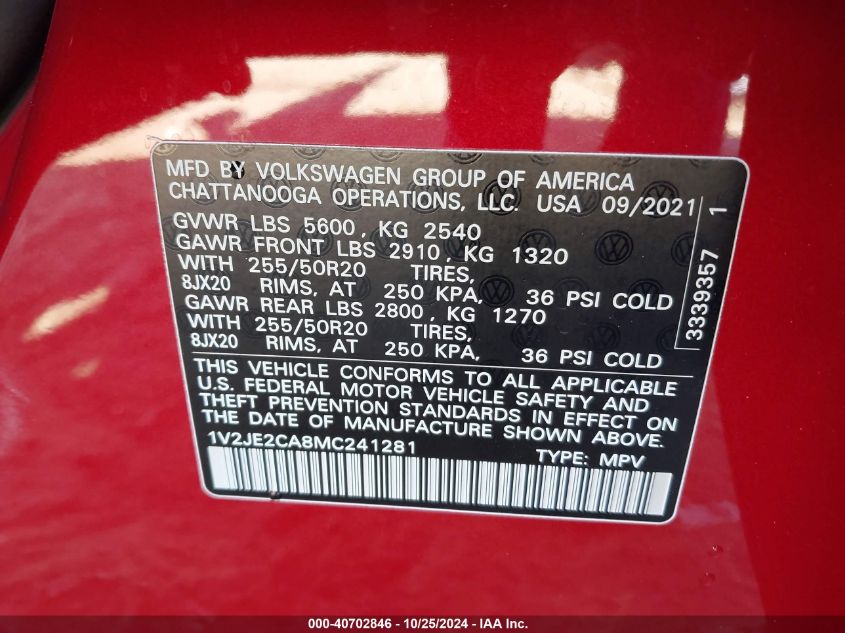 MFD BY VOLKSWAGEN GROUP OF AMERICA
CHATTANOOGA OPERATIONS, LLC. USA 09/2021
GVWR LBS 5600, KG 2540
GAWR FRONT LBS 2910, KG 1320
WITH 255/50R20 TIRES,
8JX20 RIMS, AT 250 KPA, 36 PSI COLD
GAWR REAR LBS 2800, KG 1270
WITH 255/50R20 TIRES,
8JX20 RIMS, AT 250 KPA, 36 PSI COLD
THIS VEHICLE CONFORMS TO ALL APPLICABLE
U.S. FEDERAL MOTOR VEHICLE SAFETY AND
THEFT PREVENTION STANDARDS IN EFFECT ON
THE DATE OF MANUFACTURE SHOWN ABOVE.
1V2JE2CA8MC241281 TYPE: MPV
3339357 1
000-40702846 - 10/25/2024 - IAA Inc.